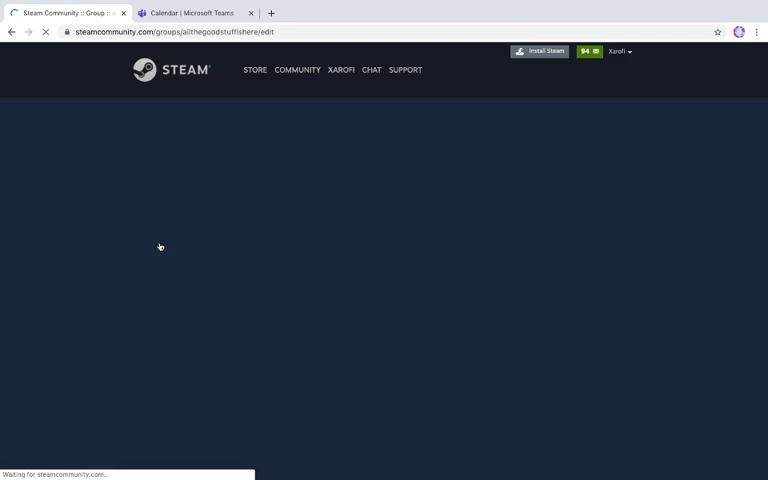 Steam Community :: Group :: a
Calendar | Microsoft Teams
steamcommunity.com/groups/allthegoodstuffishere/edit
Install Steam
94
Xarofi
STEAM®
STORE
COMMUNITY
XAROFI
CHAT
SUPPORT
Waiting for steamcommunity.com...